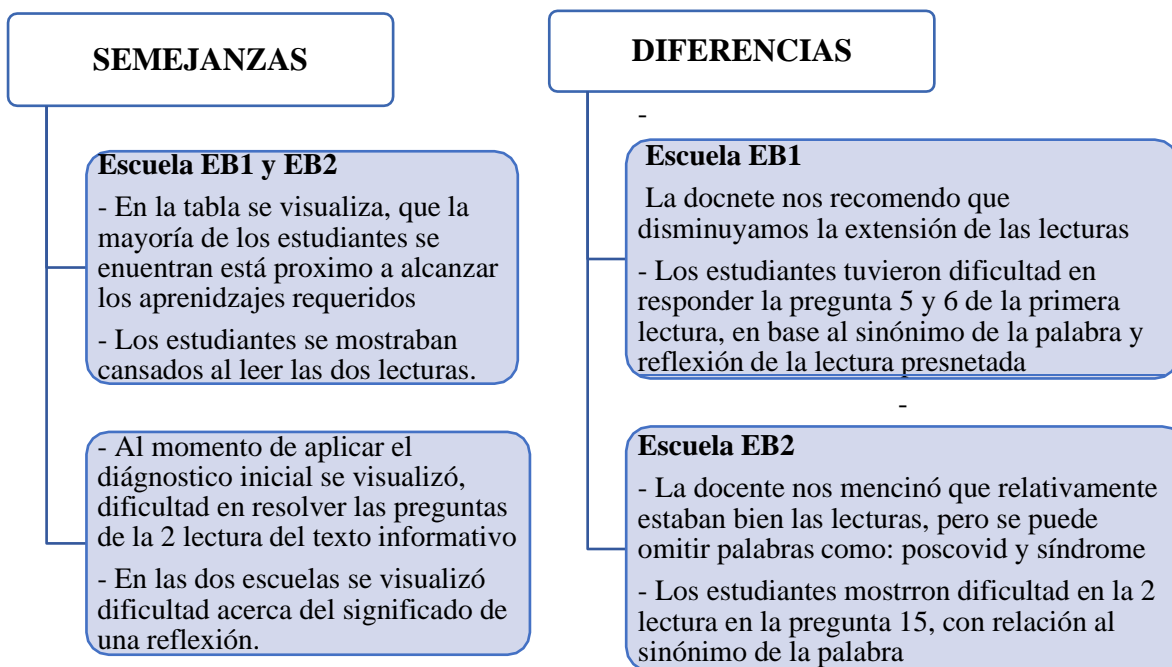 SEMEJANZAS
Escuela EB1 y EB2
- En la tabla se visualiza, que la
mayoría de los estudiantes se
enuentran está proximo a alcanzar
los aprenidzajes requeridos
- Los estudiantes se mostraban
cansados al leer las dos lecturas.
- Al momento de aplicar el
diágnostico inicial se visualizó,
dificultad en resolver las preguntas
de la 2 lectura del texto informativo
- En las dos escuelas se visualizó
dificultad acerca del significado de
una reflexión.
DIFERENCIAS
-
Escuela EB1
La docnete nos recomendo que
disminuyamos la extensión de las lecturas
- Los estudiantes tuvieron dificultad en
responder la pregunta 5 y 6 de la primera
lectura, en base al sinónimo de la palabra y
reflexión de la lectura presnetada
-
Escuela EB2
- La docente nos mencinó que relativamente
estaban bien las lecturas, pero se puede
omitir palabras como: poscovid y síndrome
- Los estudiantes mostrron dificultad en la 2
lectura en la pregunta 15, con relación al
sinónimo de la palabra